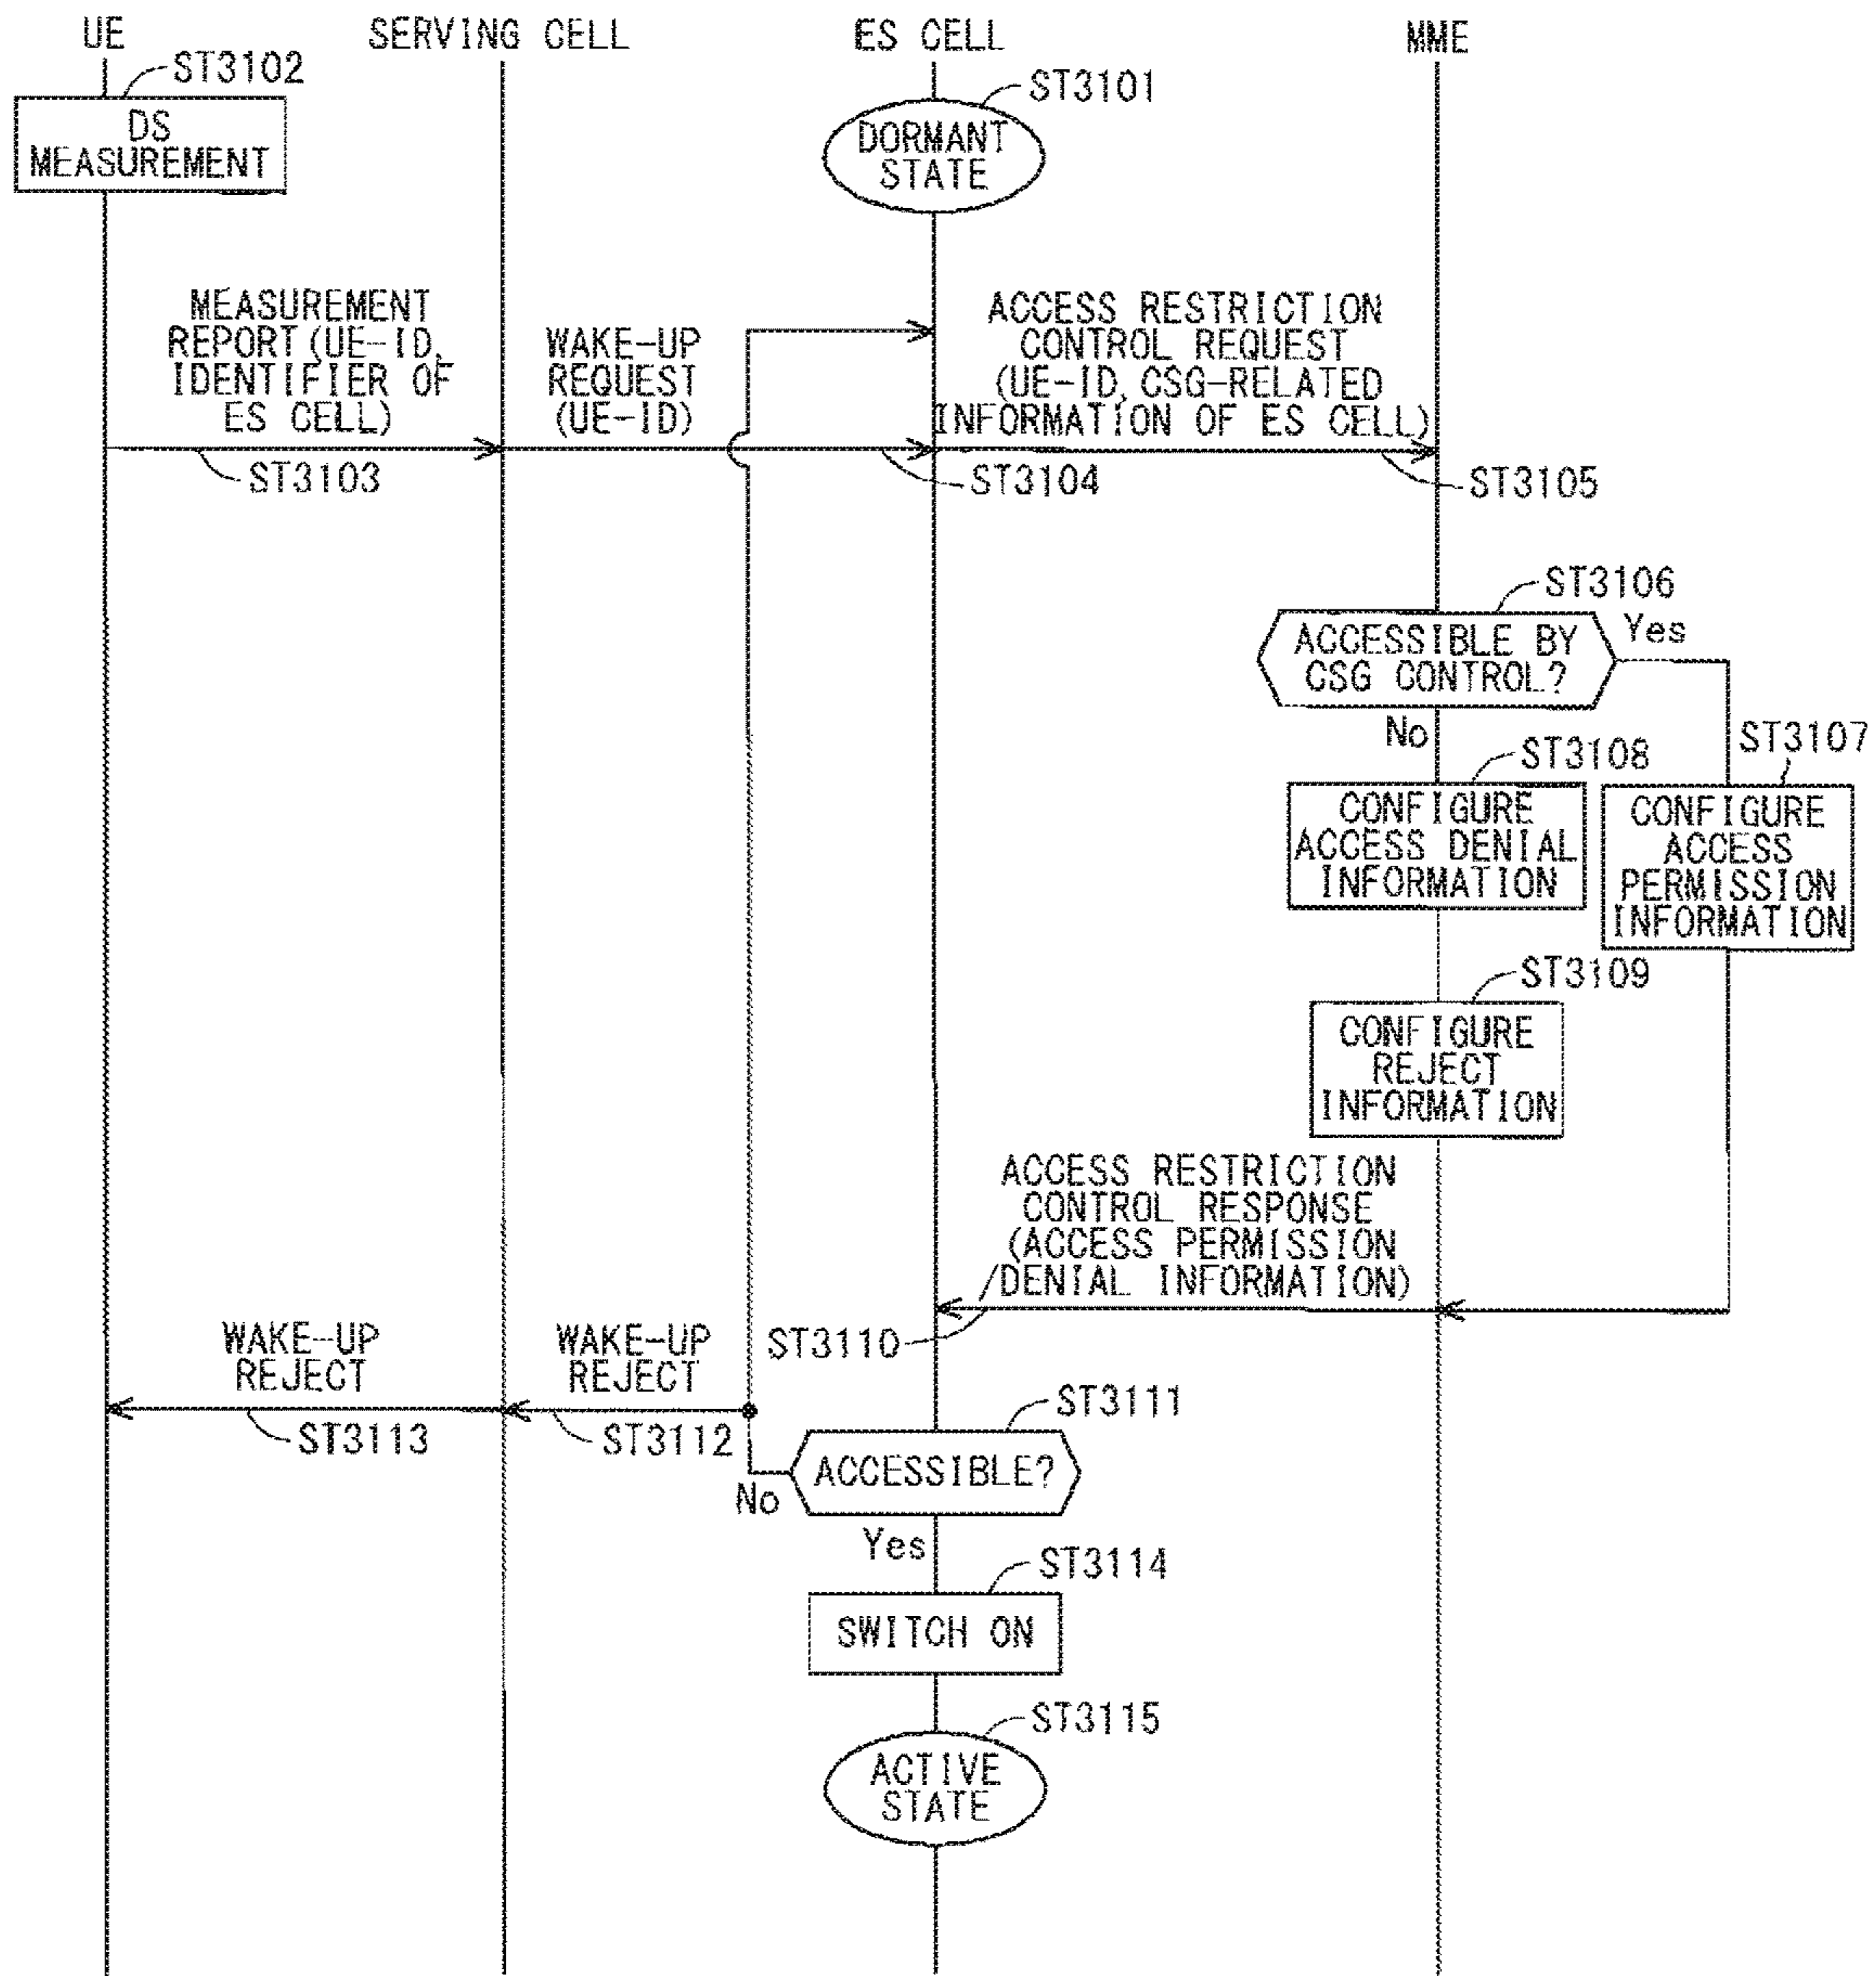 UE
SERVING CELL
ES CELL
MME
ST3102
DS
MEASUREMENT
ST3101
DORMANT
STATE
MEASUREMENT
REPORT(UE-ID,
IDENTIFIER OF
ES CELL)
ST3103
WAKE-UP
REQUEST
(UE-ID)
ST3104
ACCESS RESTRICTION
CONTROL REQUEST
(UE-ID, CSG-RELATED
INFORMATION OF ES CELL)
ST3105
ST3106
ACCESSIBLE BY
CSG CONTROL?
Yes
No
ST3108
CONFIGURE
ACCESS DENIAL
INFORMATION
ST3107
CONFIGURE
ACCESS
PERMISSION
INFORMATION
ST3109
CONFIGURE
REJECT
INFORMATION
ACCESS RESTRICTION
CONTROL RESPONSE
(ACCESS PERMISSION
/DENIAL INFORMATION)
ST3110
WAKE-UP
REJECT
ST3113
WAKE-UP
REJECT
ST3112
ST3111
ACCESSIBLE?
No
Yes
ST3114
SWITCH ON
ST3115
ACTIVE
STATE